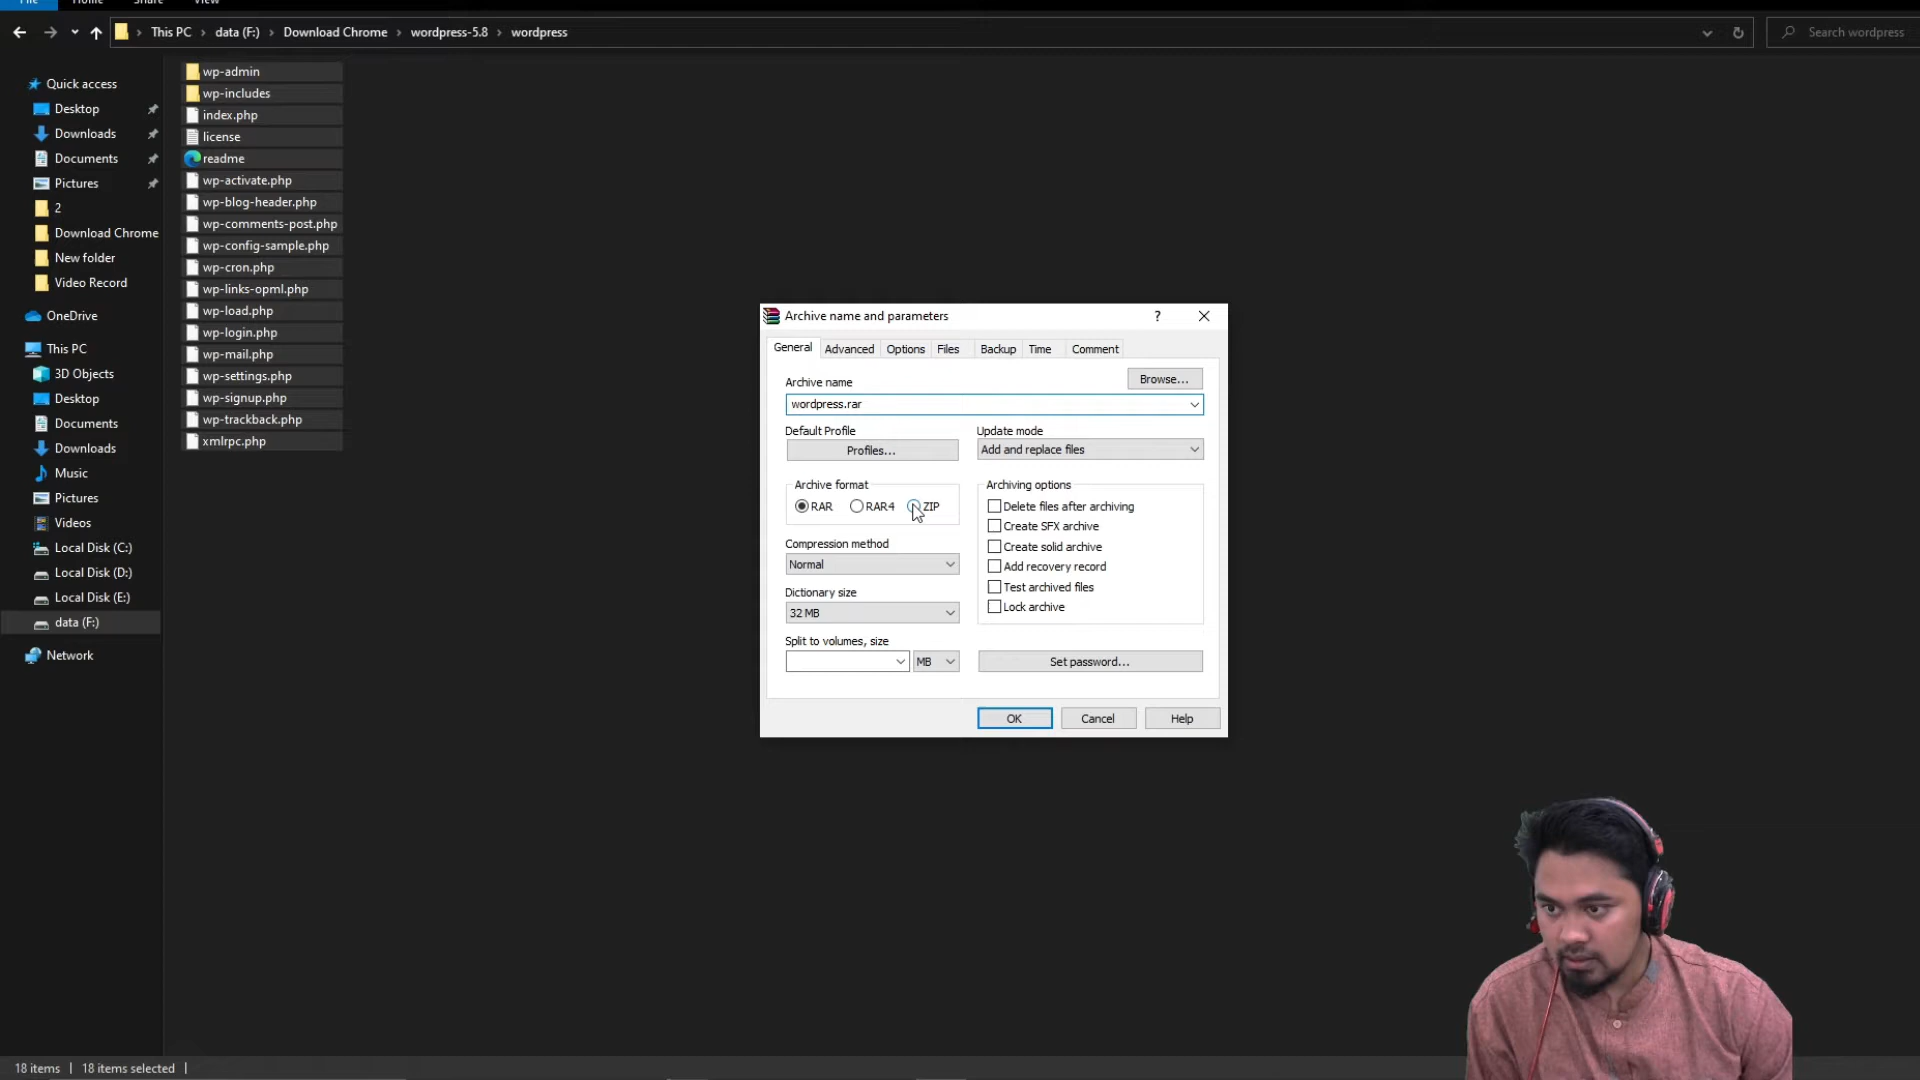 File Home Share View
This PC > data (F:) > Download Chrome > wordpress-5.8 > wordpress
Search wordpress
Quick access
Desktop
Downloads
Documents
Pictures
2
Download Chrome
New folder
Video Record
OneDrive
This PC
3D Objects
Desktop
Documents
Downloads
Music
Pictures
Videos
Local Disk (C:)
Local Disk (D:)
Local Disk (E:)
data (F:)
Network
wp-admin
wp-includes
index.php
license
readme
wp-activate.php
wp-blog-header.php
wp-comments-post.php
wp-config-sample.php
wp-cron.php
wp-links-opml.php
wp-load.php
wp-login.php
wp-mail.php
wp-settings.php
wp-signup.php
wp-trackback.php
xmlrpc.php
Archive name and parameters ?
General Advanced Options Files Backup Time Comment
Archive name
Browse...
wordpress.rar
Default Profile
Profiles...
Update mode
Add and replace files
Archive format
RAR RAR4 ZIP
Compression method
Normal
Dictionary size
32 MB
Split to volumes, size
MB
Archiving options
Delete files after archiving
Create SFX archive
Create solid archive
Add recovery record
Test archived files
Lock archive
Set password...
OK Cancel Help
18 items | 18 items selected |